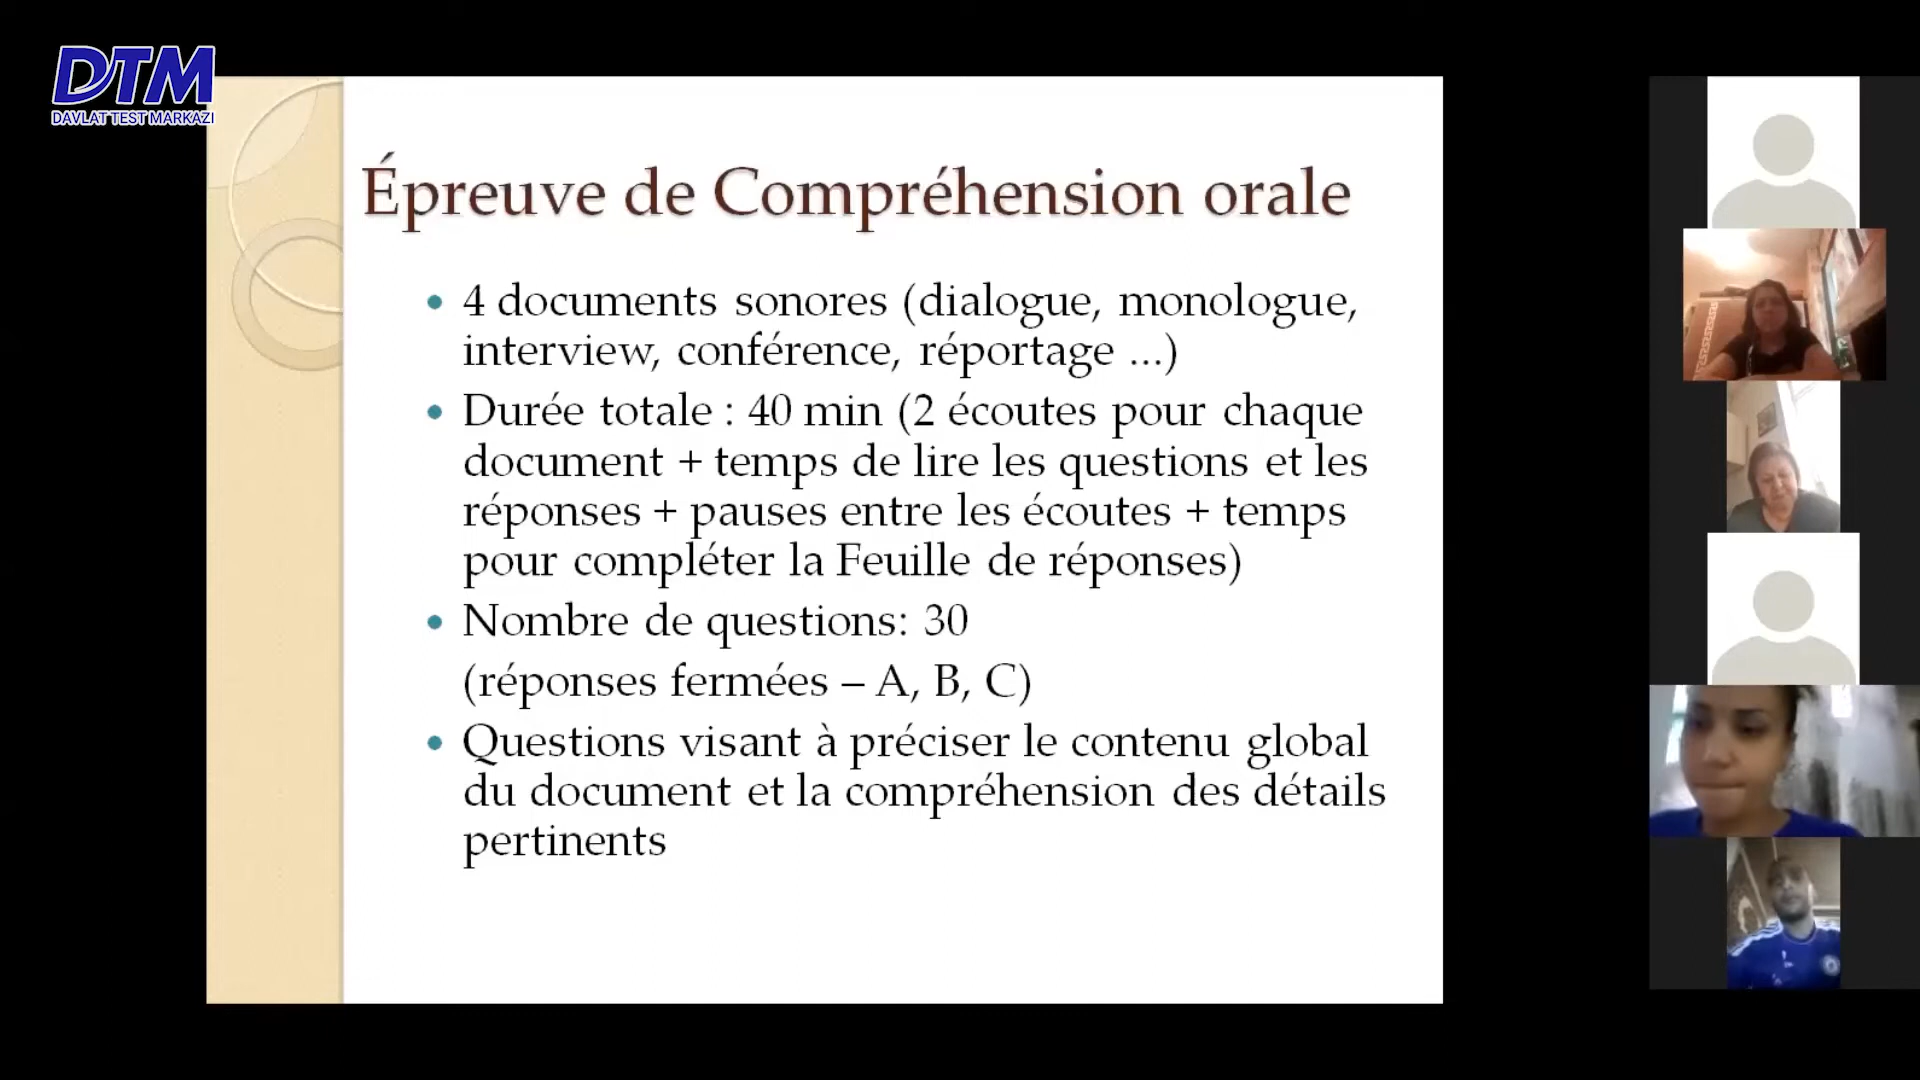 DTM
DAVLAT TEST MARKAZI
Épreuve de Compréhension orale
• 4 documents sonores (dialogue, monologue,
interview, conférence, réportage ...)
• Durée totale : 40 min (2 écoutes pour chaque
document + temps de lire les questions et les
réponses + pauses entre les écoutes + temps
pour compléter la Feuille de réponses)
• Nombre de questions: 30
(réponses fermées – A, B, C)
• Questions visant à préciser le contenu global
du document et la compréhension des détails
pertinents